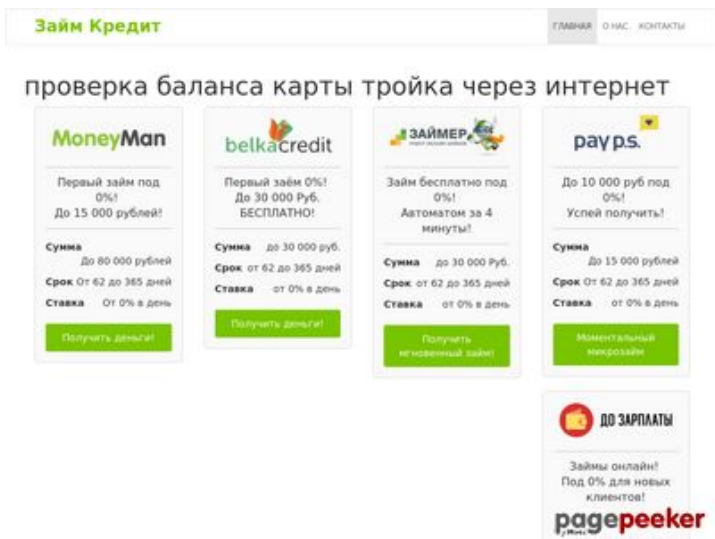 Займ Кредит
ГЛАВНАЯ О НАС КОНТАКТЫ
проверка баланса карты тройка через интернет
MoneyMan
Первый займ под
0%!
До 15 000 рублей!
Сумма
До 80 000 рублей
Срок От 62 до 365 дней
Ставка От 0% в день
Получить деньги!
belkacredit
Первый заём 0%!
До 30 000 Руб.
БЕСПЛАТНО!
Сумма до 30 000 руб.
Срок от 62 до 365 дней
Ставка от 0% в день
Получить деньги!
ЗАЙМЕР
Займ бесплатно под
0%!
Автоматом за 4
минуты!
Сумма до 30 000 Руб.
Срок от 62 до 365 дней
Ставка от 0% в день
Получить
мгновенный займ!
pay p.s.
До 10 000 руб под
0%!
Успей получить!
Сумма
До 15 000 рублей
Срок От 62 до 365 дней
Ставка от 0% в день
Моментальный
микрозайм
ДО ЗАРПЛАТЫ
Займы онлайн!
Под 0% для новых
клиентов!
pagepeeker